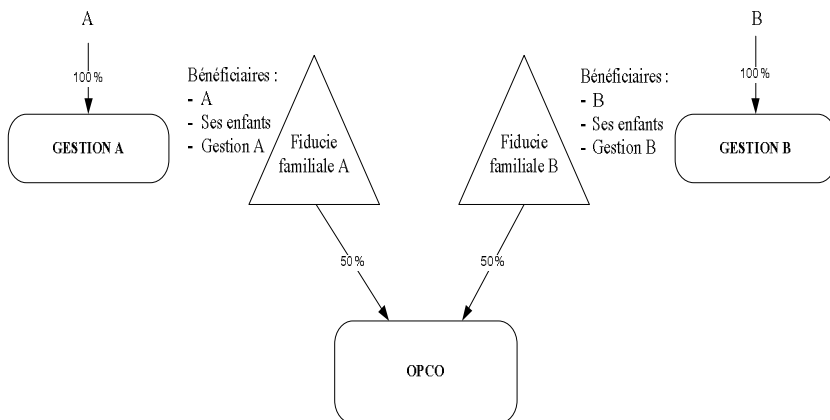 A
B
100 %
100 %
Bénéficiaires :
- A
- Ses enfants
- Gestion A
Bénéficiaires :
- B
- Ses enfants
- Gestion B
GESTION A
Fiducie
familiale A
Fiducie
familiale B
GESTION B
50 %
50 %
OPCO